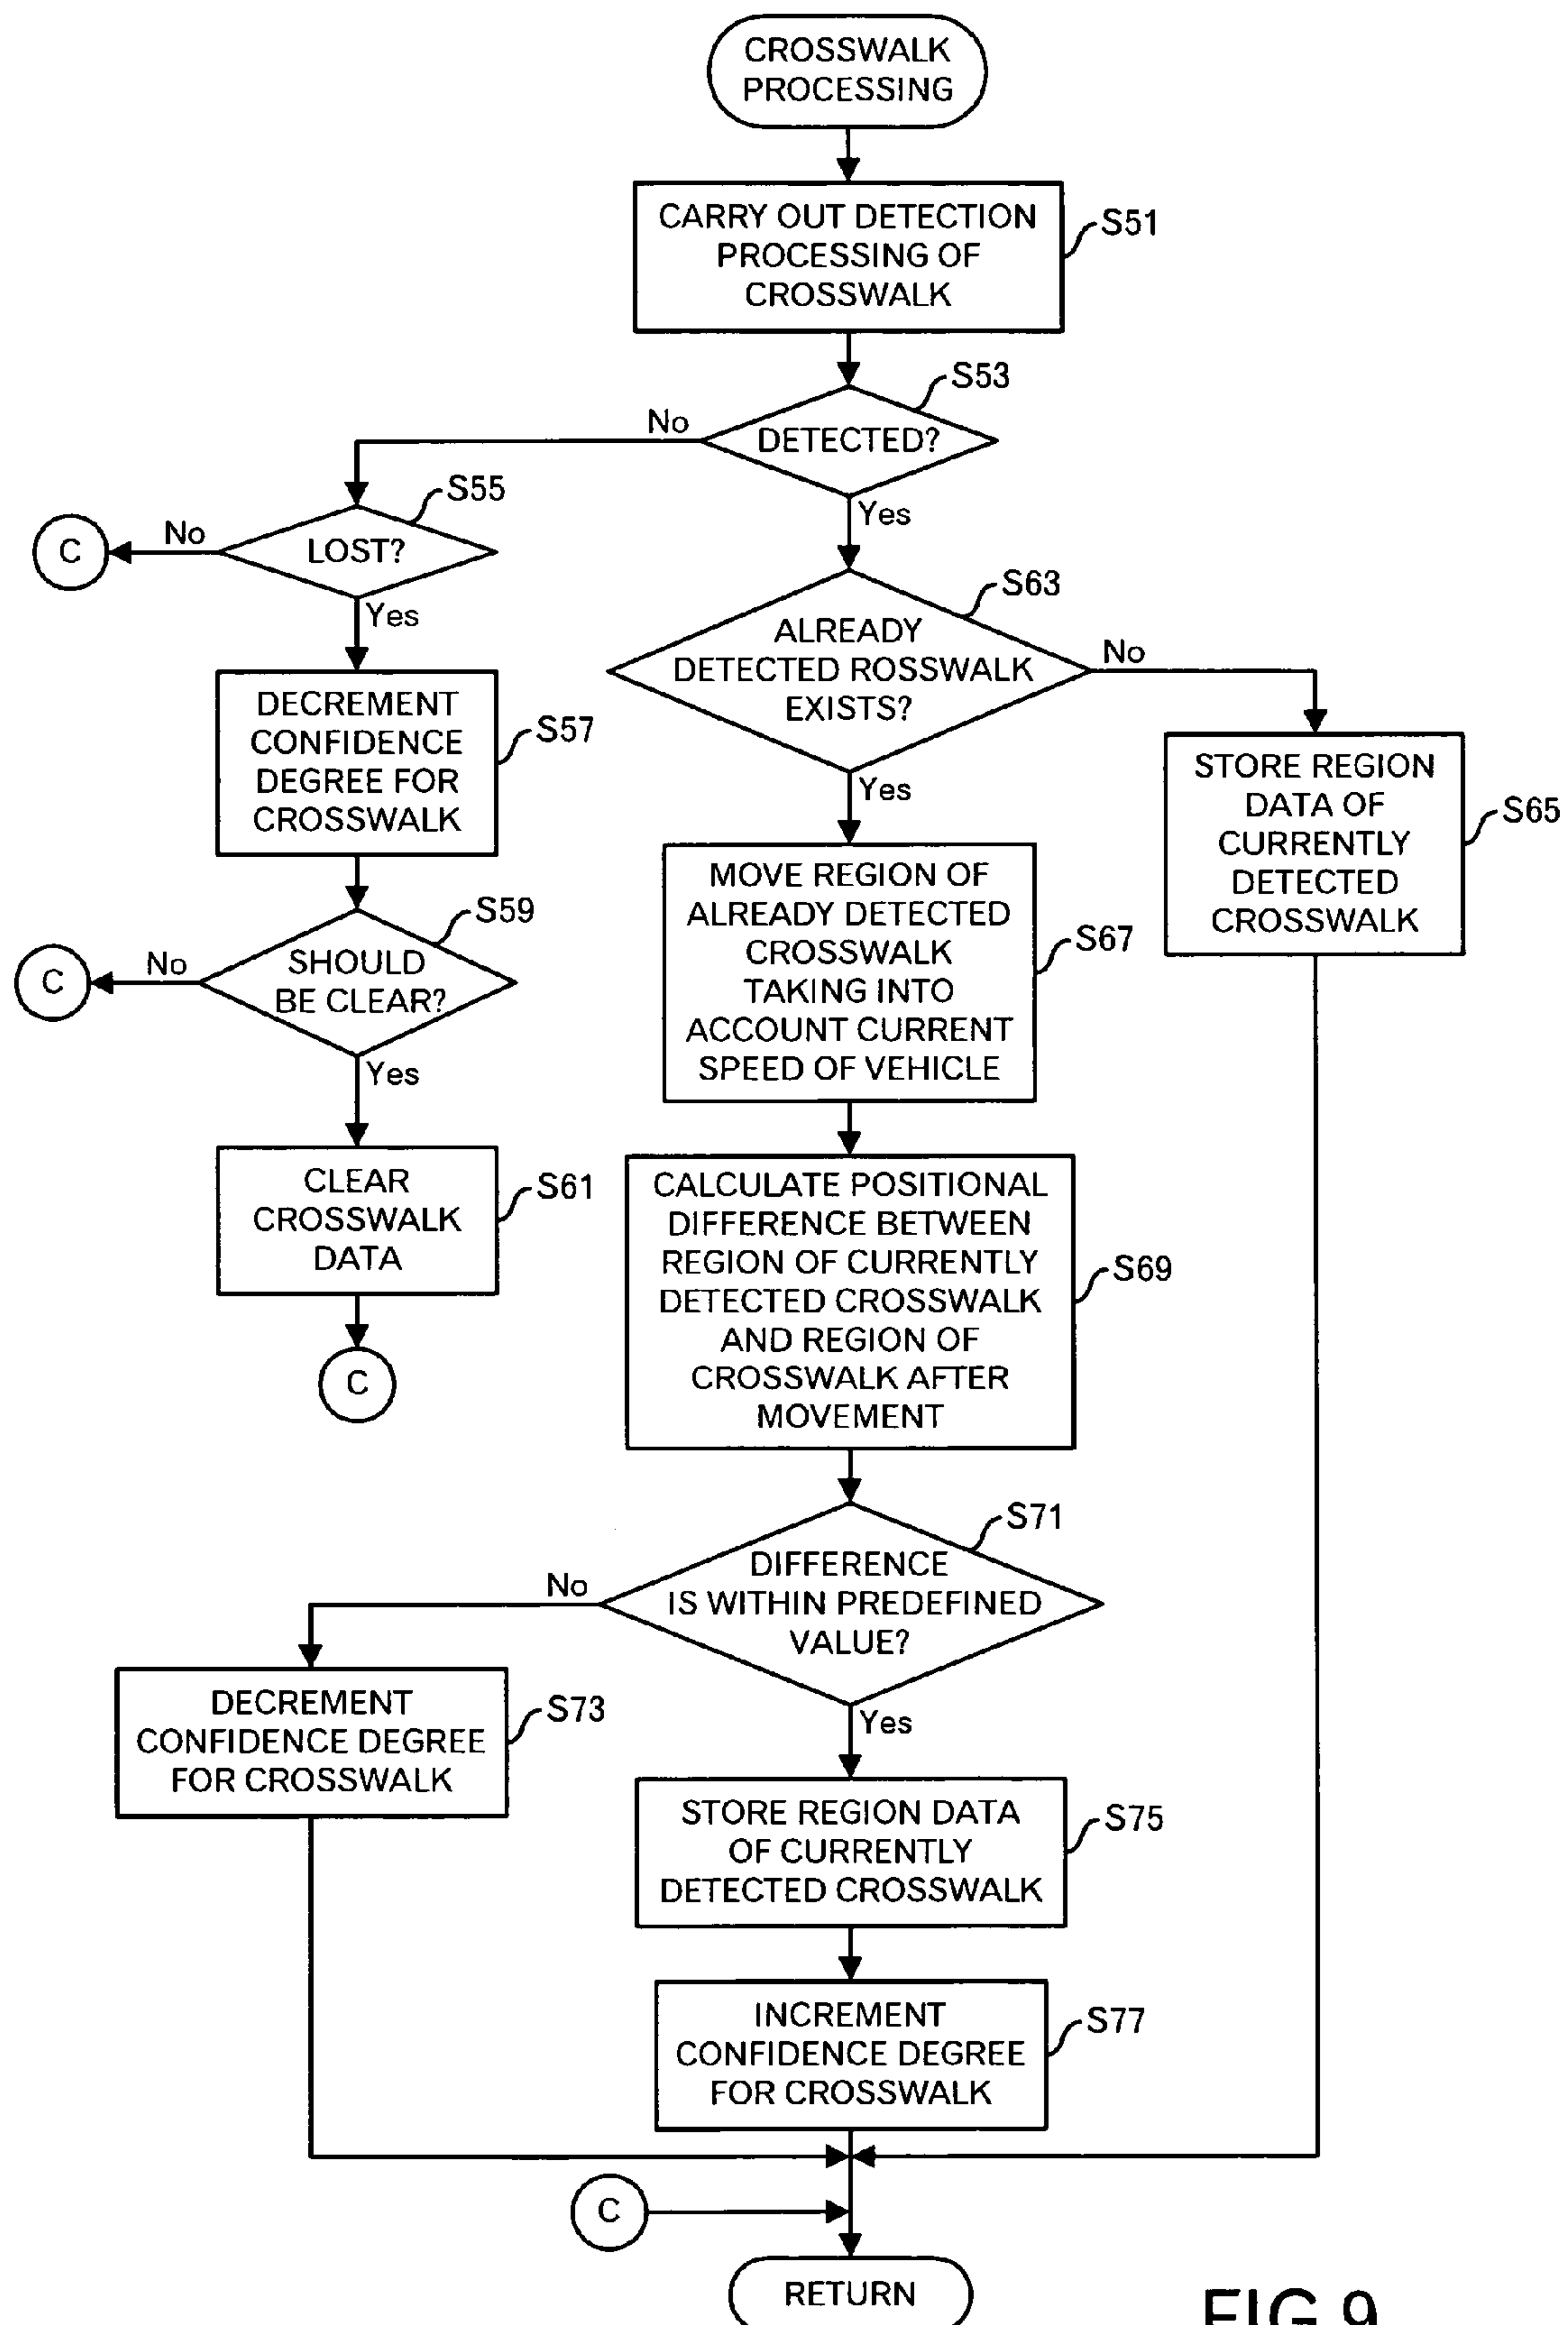 CROSSWALK
PROCESSING
CARRY OUT DETECTION
PROCESSING OF
CROSSWALK
S51
S53
DETECTED?
No
Yes
S55
LOST?
No
C
Yes
S63
ALREADY
DETECTED ROSSWALK
EXISTS?
No
Yes
DECREMENT
CONFIDENCE
DEGREE FOR
CROSSWALK
S57
STORE REGION
DATA OF
CURRENTLY
DETECTED
CROSSWALK
S65
MOVE REGION OF
ALREADY DETECTED
CROSSWALK
TAKING INTO
ACCOUNT CURRENT
SPEED OF VEHICLE
S67
S59
SHOULD
BE CLEAR?
No
C
Yes
CLEAR
CROSSWALK
DATA
S61
C
CALCULATE POSITIONAL
DIFFERENCE BETWEEN
REGION OF CURRENTLY
DETECTED CROSSWALK
AND REGION OF
CROSSWALK AFTER
MOVEMENT
S69
S71
DIFFERENCE
IS WITHIN PREDEFINED
VALUE?
No
Yes
DECREMENT
CONFIDENCE DEGREE
FOR CROSSWALK
S73
STORE REGION DATA
OF CURRENTLY
DETECTED CROSSWALK
S75
INCREMENT
CONFIDENCE DEGREE
FOR CROSSWALK
S77
C
RETURN
FIG.9